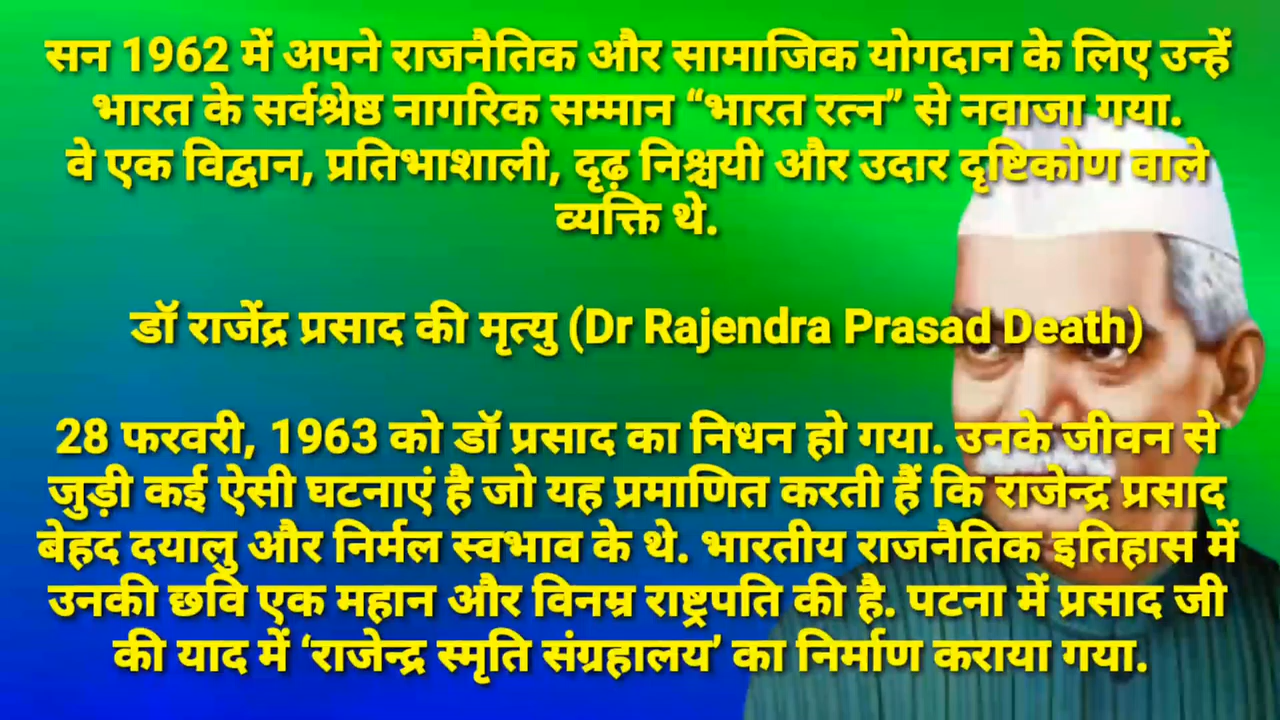 सन 1962 में अपने राजनैतिक और सामाजिक योगदान के लिए उन्हें
भारत के सर्वश्रेष्ठ नागरिक सम्मान “भारत रत्न” से नवाजा गया.
वे एक विद्वान, प्रतिभाशाली, दृढ़ निश्चयी और उदार दृष्टिकोण वाले
व्यक्ति थे.
डॉ राजेंद्र प्रसाद की मृत्यु (Dr Rajendra Prasad Death)
28 फरवरी, 1963 को डॉ प्रसाद का निधन हो गया. उनके जीवन से
जुड़ी कई ऐसी घटनाएं है जो यह प्रमाणित करती हैं कि राजेन्द्र प्रसाद
बेहद दयालु और निर्मल स्वभाव के थे. भारतीय राजनैतिक इतिहास में
उनकी छवि एक महान और विनम्र राष्ट्रपति की है. पटना में प्रसाद जी
की याद में ‘राजेन्द्र स्मृति संग्रहालय’ का निर्माण कराया गया.